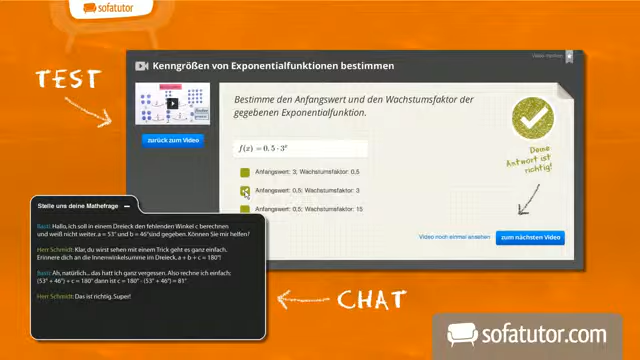 sofatutor
TEST
Kenngrößen von Exponentialfunktionen bestimmen
Video merken
zurück zum Video
Bestimme den Anfangswert und den Wachstumsfaktor der
gegebenen Exponentialfunktion.
f(x) = 0.5 · 3ˣ
Anfangswert: 3; Wachstumsfaktor: 0,5
Anfangswert: 0,5; Wachstumsfaktor: 3
Anfangswert: 0,5; Wachstumsfaktor: 15
Deine
Antwort ist
richtig!
Video noch einmal ansehen
zum nächsten Video
Stelle uns deine Mathefrage
Basti: Hallo, ich soll in einem Dreieck den fehlenden Winkel c berechnen
und weiß nicht weiter. a = 53° und b = 46° sind gegeben. Können Sie mir helfen?
Herr Schmidt: Klar, du wirst sehen mit einem Trick geht es ganz einfach.
Erinnere dich an die Innenwinkelsumme im Dreieck, a + b + c = 180°!
Basti: Ah, natürlich... das hatt ich ganz vergessen. Also rechne ich einfach:
(53° + 46°) + c = 180° dann ist c = 180° - (53° + 46°) = 81°
Herr Schmidt: Das ist richtig. Super!
CHAT
sofatutor.com